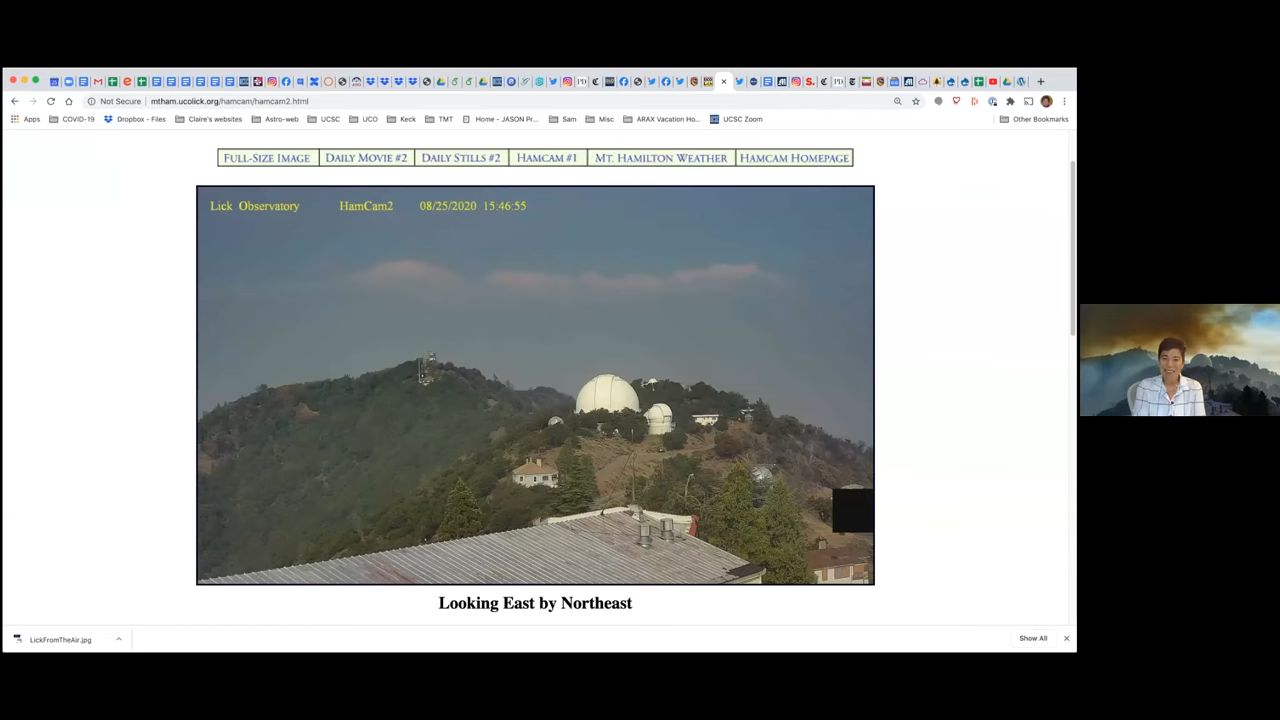 Not Secure
mtham.ucolick.org/hamcam/hamcam2.html
Apps COVID-19 Dropbox - Files Claire's websites Astro-web UCSC UCO Keck TMT Home - JASON Pr... Sam Misc ARAX Vacation Ho... UCSC Zoom Other Bookmarks
FULL-SIZE IMAGE DAILY MOVIE #2 DAILY STILLS #2 HAMCAM #1 MT. HAMILTON WEATHER HAMCAM HOMEPAGE
Lick Observatory HamCam2 08/25/2020 15:46:55
Looking East by Northeast
LickFromTheAir.jpg
Show All